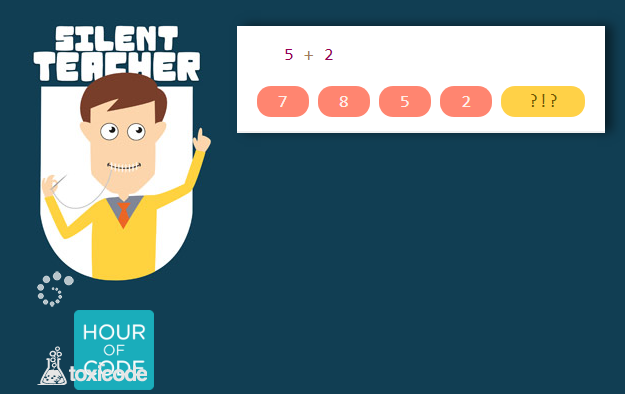 SILENT
TEACHER
5 + 2
7 8 5 2 ?!?
HOUR
OF
CODE
toxicode